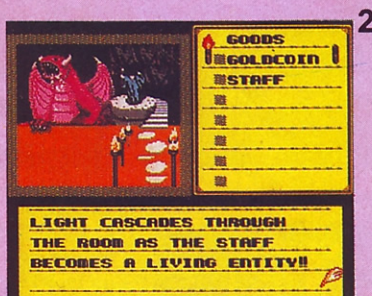 2
GOODS
GOLDCOIN
STAFF
LIGHT CASCADES THROUGH
THE ROOM AS THE STAFF
BECOMES A LIVING ENTITY!!